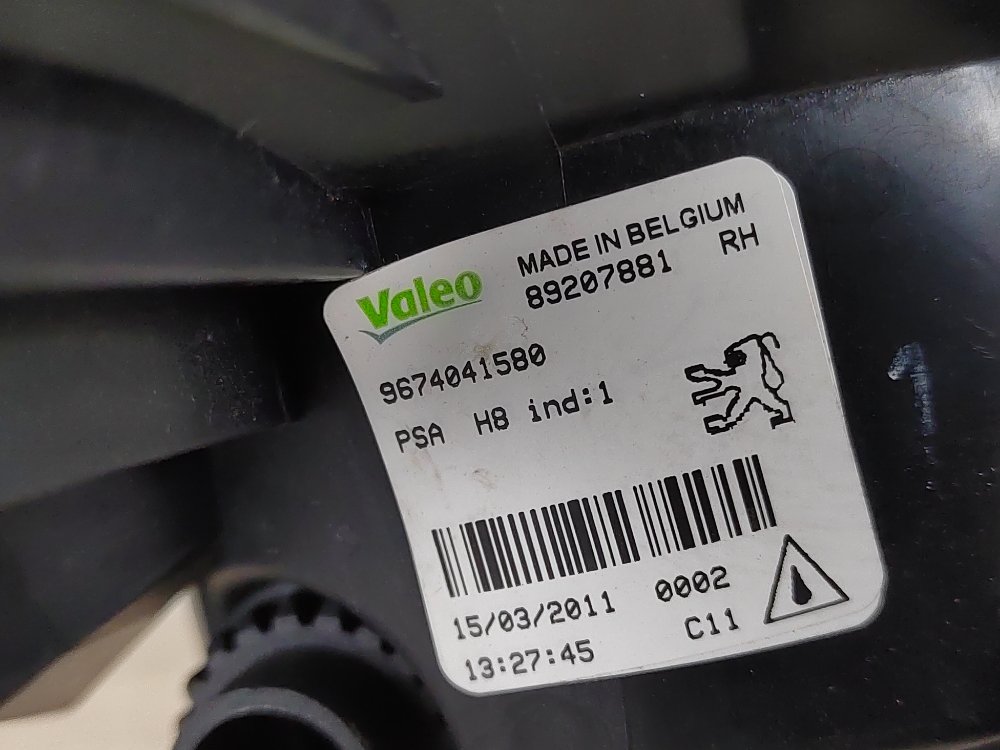 Valeo
MADE IN BELGIUM
89207881 RH
9674041580
PSA H8 ind:1
15/03/2011 0002
13:27:45 C11
1